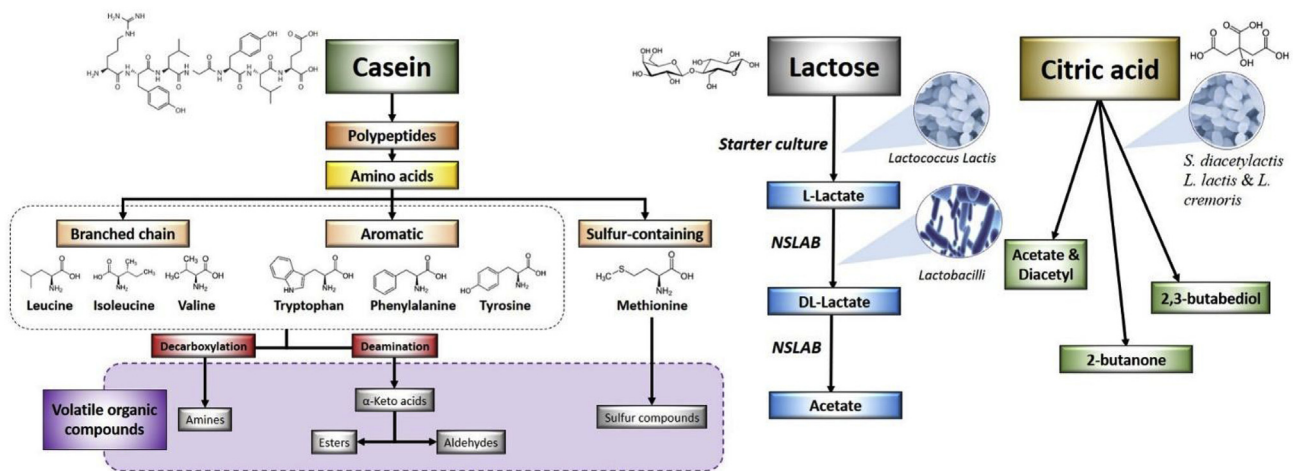 Casein
Polypeptides
Amino acids
Branched chain
Aromatic
Sulfur-containing
Leucine
Isoleucine
Valine
Tryptophan
Phenylalanine
Tyrosine
Methionine
Decarboxylation
Deamination
Volatile organic
compounds
Amines
α-Keto acids
Esters
Aldehydes
Sulfur compounds
Lactose
Starter culture
Lactococcus Lactis
L-Lactate
NSLAB
Lactobacilli
DL-Lactate
NSLAB
Acetate
Citric acid
S. diacetylactis
L. lactis & L.
cremoris
Acetate &
Diacetyl
2,3-butabediol
2-butanone